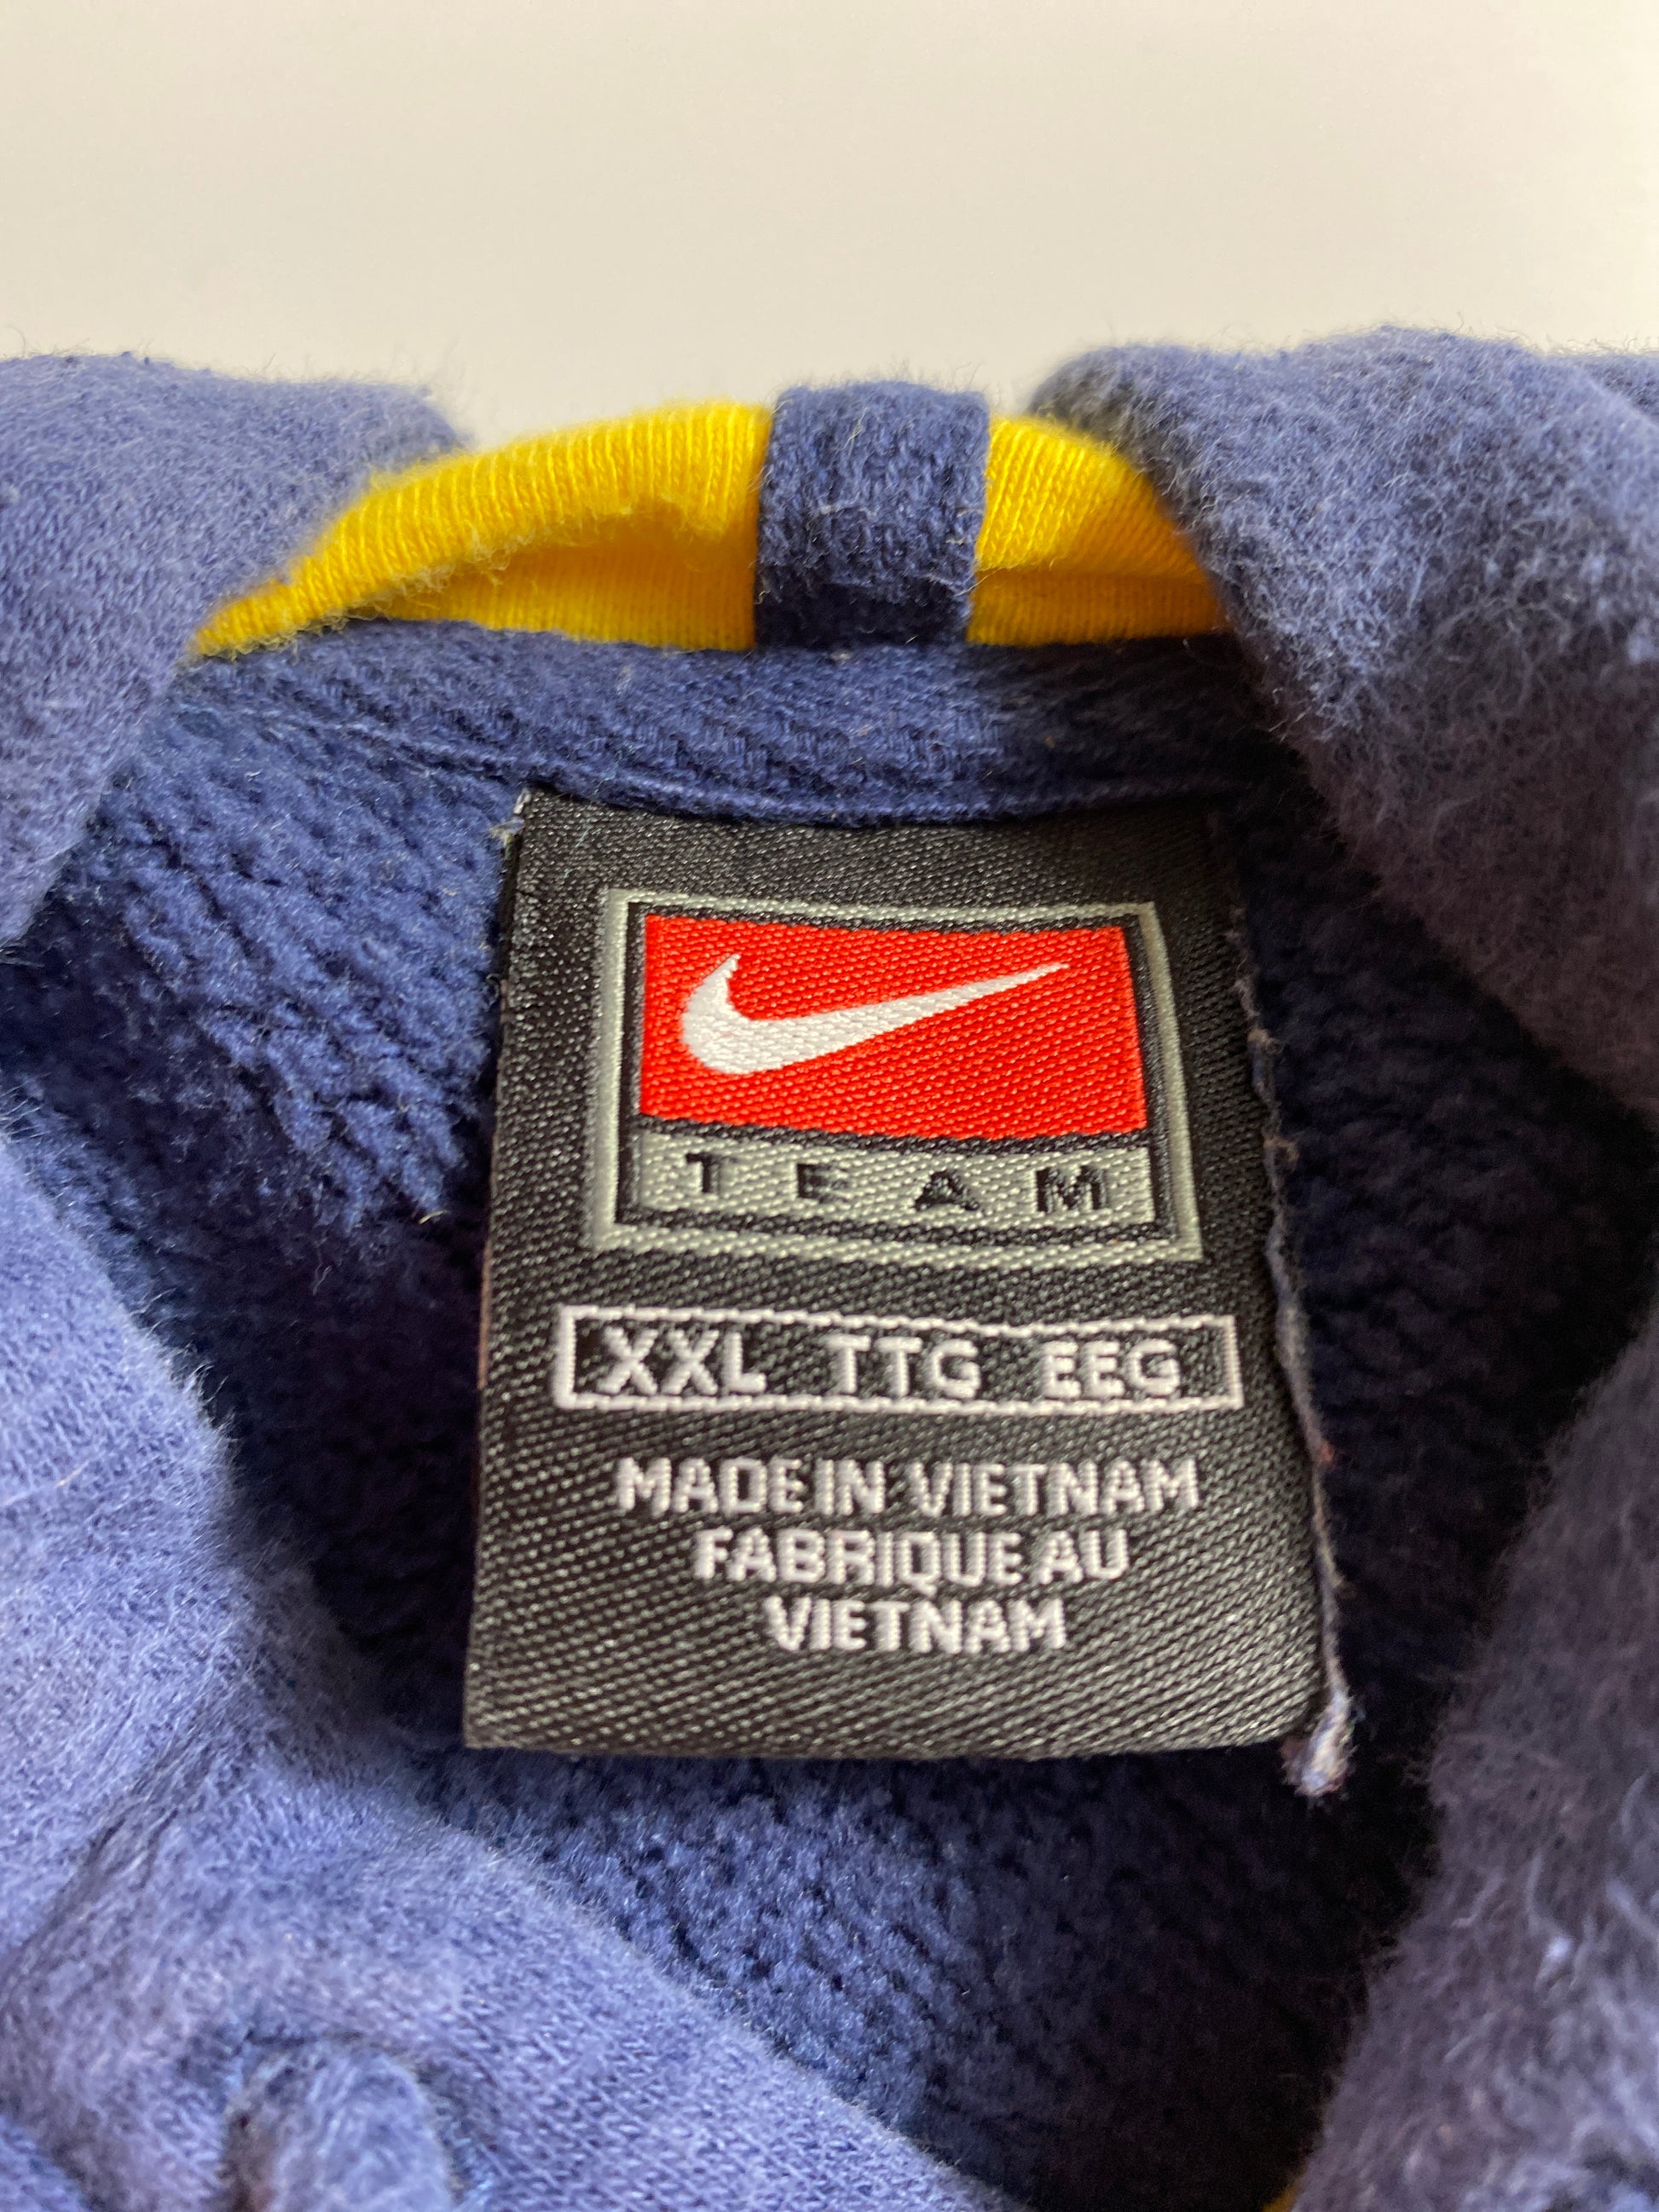 TEAM
XXL TTG EEG
MADE IN VIETNAM
FABRIQUE AU
VIETNAM